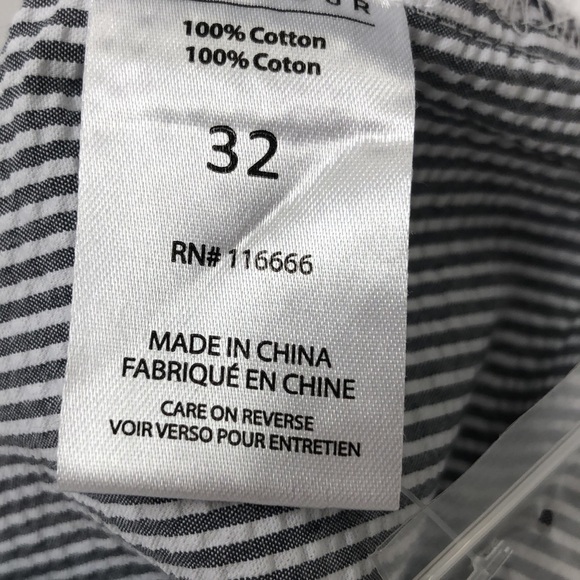 100% Cotton
100% Coton
32
RN# 116666
MADE IN CHINA
FABRIQUÉ EN CHINE
CARE ON REVERSE
VOIR VERSO POUR ENTRETIEN